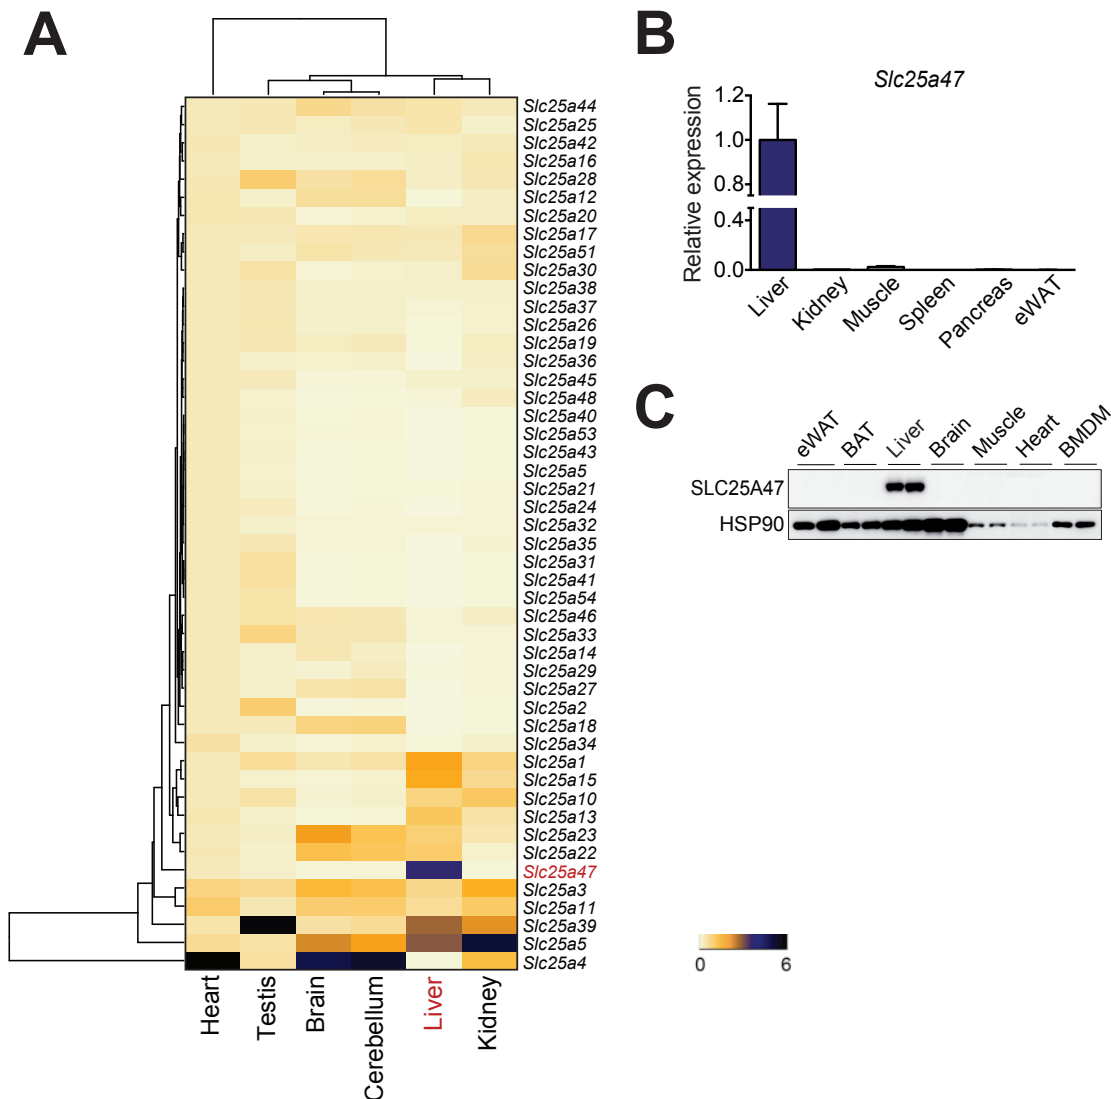 A
Slc25a44
Slc25a25
Slc25a42
Slc25a16
Slc25a28
Slc25a12
Slc25a20
Slc25a17
Slc25a51
Slc25a30
Slc25a38
Slc25a37
Slc25a26
Slc25a19
Slc25a36
Slc25a45
Slc25a48
Slc25a40
Slc25a53
Slc25a43
Slc25a5
Slc25a21
Slc25a24
Slc25a32
Slc25a35
Slc25a31
Slc25a41
Slc25a54
Slc25a46
Slc25a33
Slc25a14
Slc25a29
Slc25a27
Slc25a2
Slc25a18
Slc25a34
Slc25a1
Slc25a15
Slc25a10
Slc25a13
Slc25a23
Slc25a22
Slc25a47
Slc25a3
Slc25a11
Slc25a39
Slc25a5
Slc25a4
Heart Testis Brain Cerebellum Liver Kidney
B
Slc25a47
Relative expression
1.2
1.0
0.8
0.4
0.0
Liver Kidney Muscle Spleen Pancreas eWAT
C
eWAT BAT Liver Brain Muscle Heart BMDM
SLC25A47
HSP90
0 6